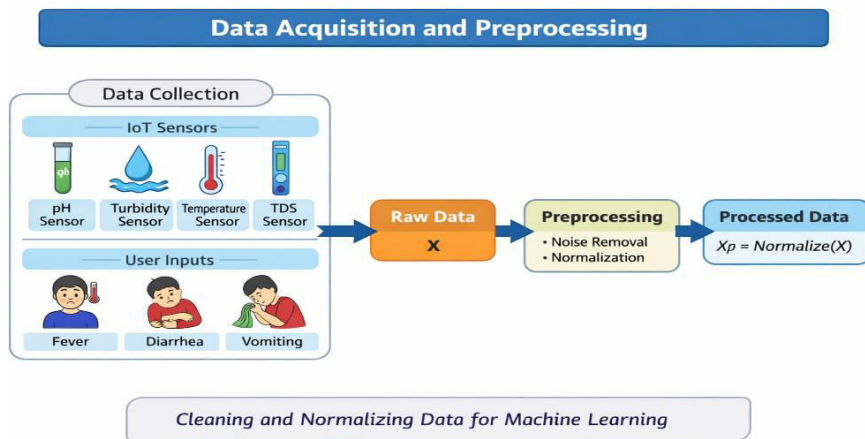 Data Acquisition and Preprocessing
Data Collection
IoT Sensors
gh
pH
Sensor
Turbidity
Sensor
Temperature
Sensor
TDS
Sensor
User Inputs
Fever
Diarrhea
Vomiting
Raw Data
X
Preprocessing
• Noise Removal
• Normalization
Processed Data
Xp = Normalize(X)
Cleaning and Normalizing Data for Machine Learning